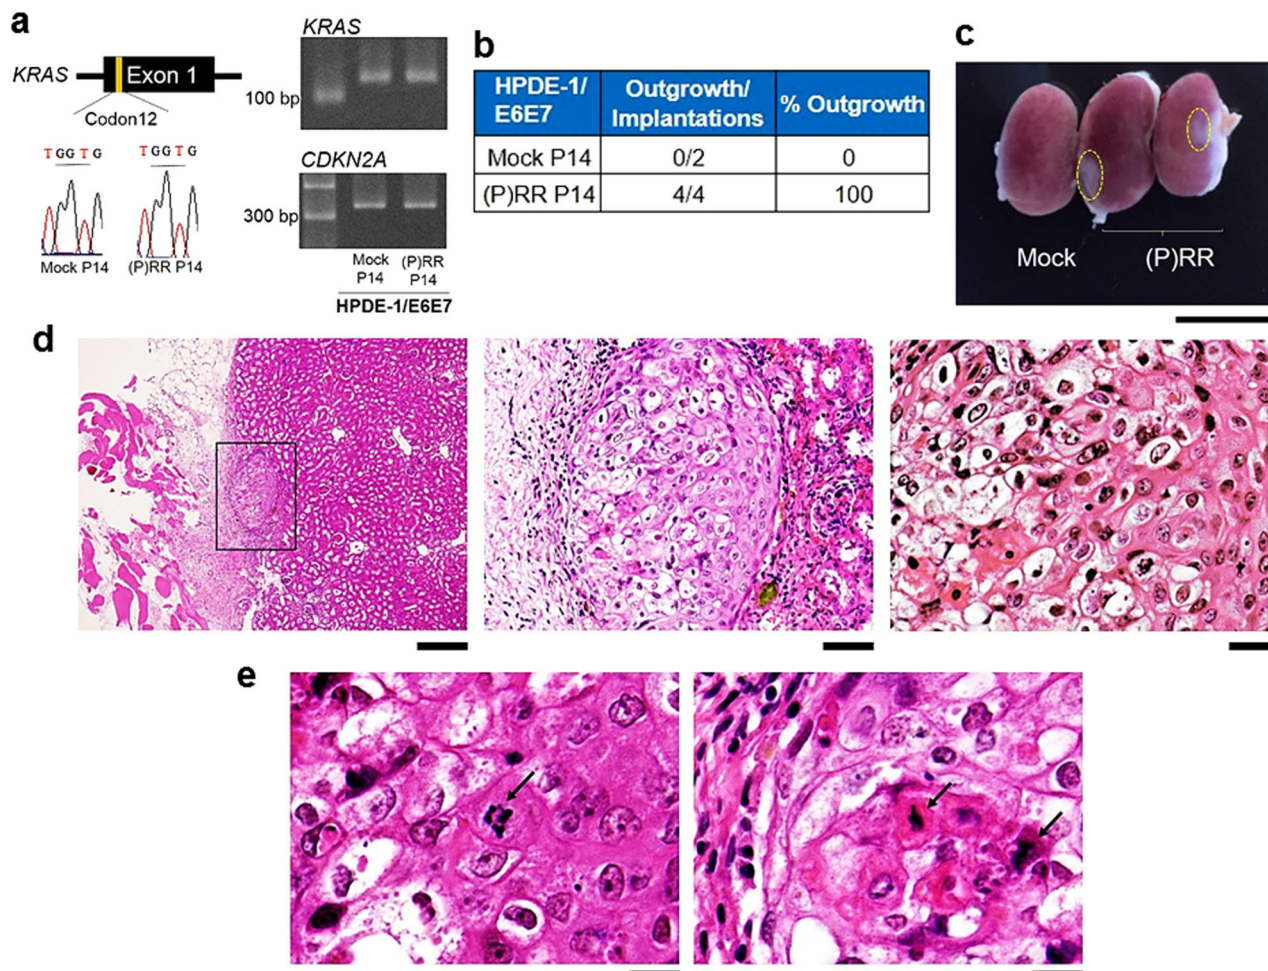 a
KRAS
Exon 1
Codon12
T GG T G
T GG T G
Mock P14
(P)RR P14
KRAS
100 bp
CDKN2A
300 bp
Mock
P14
(P)RR
P14
HPDE-1/E6E7
b
HPDE-1/
E6E7
Outgrowth/
Implantations
% Outgrowth
Mock P14
0/2
0
(P)RR P14
4/4
100
c
Mock
(P)RR
d
e